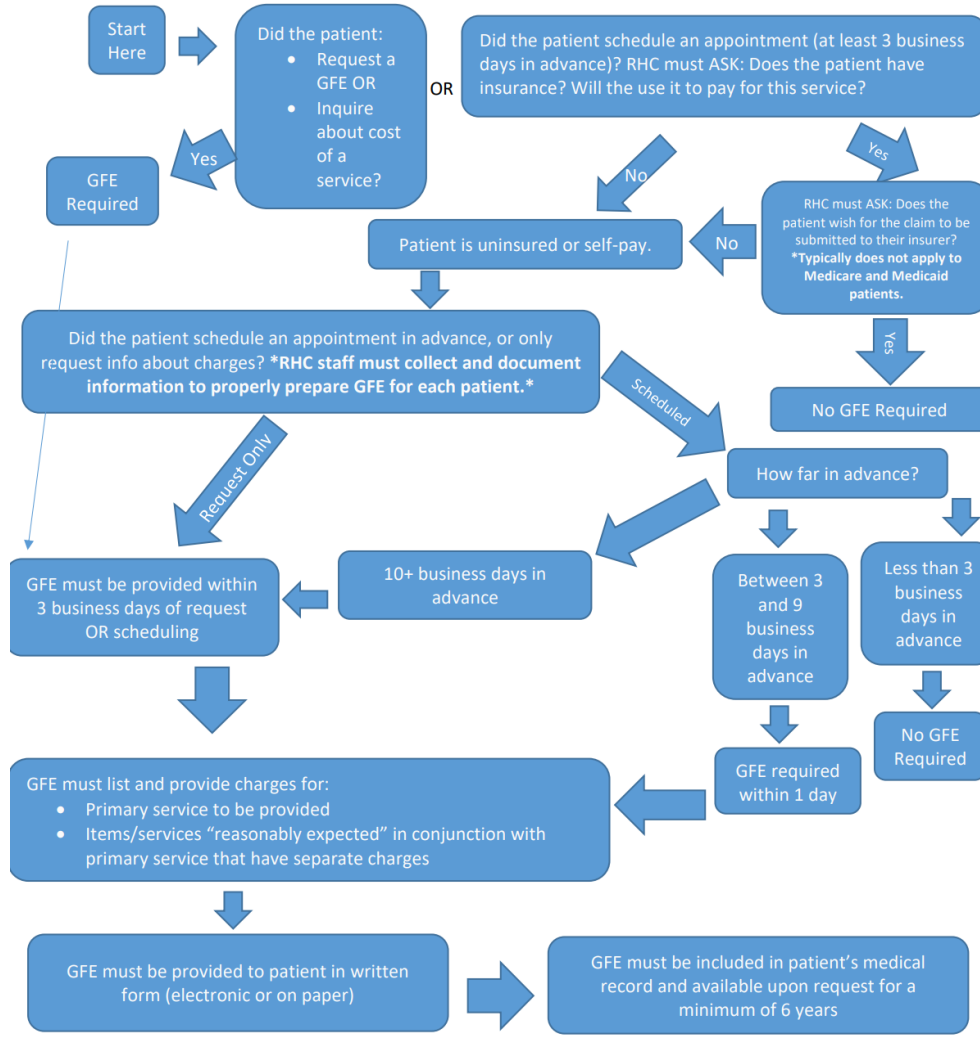 Start
Here
Did the patient:
• Request a
GFE OR
• Inquire
about cost
of a
service?
OR
Did the patient schedule an appointment (at least 3 business
days in advance)? RHC must ASK: Does the patient have
insurance? Will the use it to pay for this service?
Yes
GFE
Required
No
Yes
Patient is uninsured or self-pay.
No
RHC must ASK: Does the
patient wish for the claim to be
submitted to their insurer?
*Typically does not apply to
Medicare and Medicaid
patients.
Yes
No GFE Required
Did the patient schedule an appointment in advance, or only
request info about charges? *RHC staff must collect and document
information to properly prepare GFE for each patient.*
Request Only
Scheduled
How far in advance?
GFE must be provided within
3 business days of request
OR scheduling
10+ business days in
advance
Between 3
and 9
business
days in
advance
Less than 3
business
days in
advance
No GFE
Required
GFE required
within 1 day
GFE must list and provide charges for:
• Primary service to be provided
• Items/services “reasonably expected” in conjunction with
primary service that have separate charges
GFE must be provided to patient in written
form (electronic or on paper)
GFE must be included in patient’s medical
record and available upon request for a
minimum of 6 years